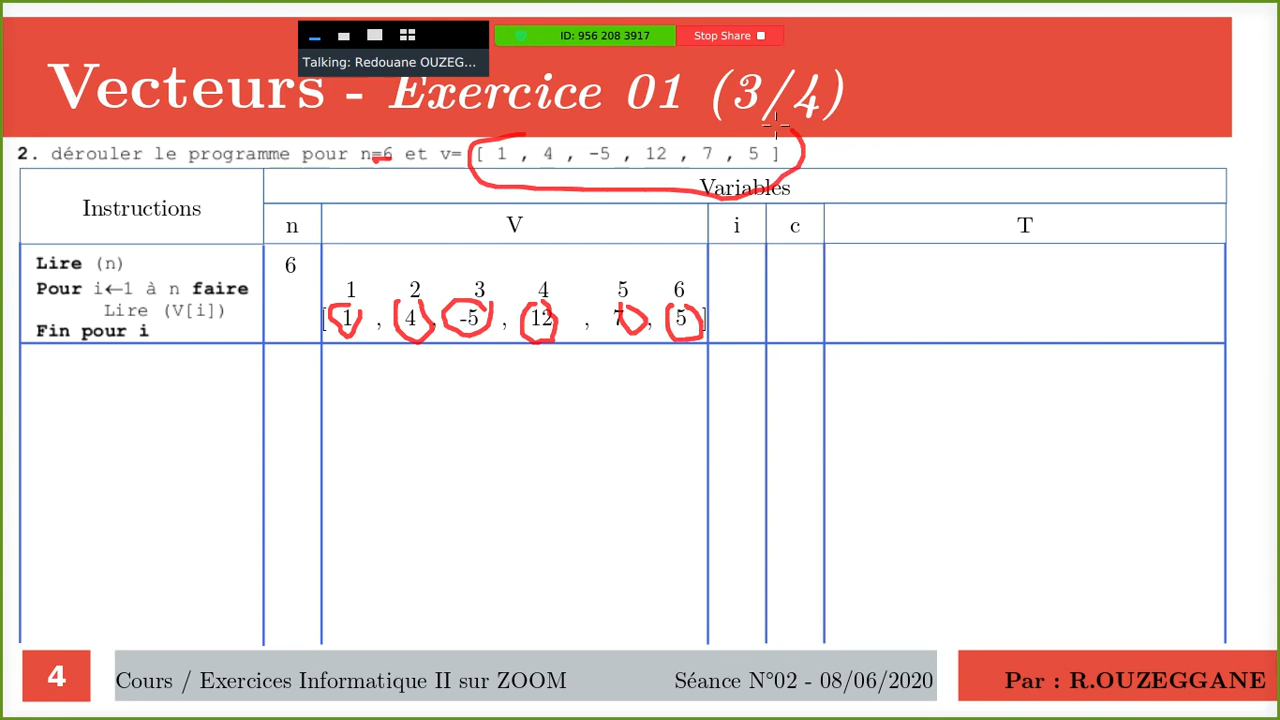 ID: 956 208 3917
Stop Share
Talking: Redouane OUZEG...
Vecteurs - Exercice 01 (3/4)
2. dérouler le programme pour n=6 et v= [ 1 , 4 , -5 , 12 , 7 , 5 ]
Instructions
Variables
n V i c T
Lire (n)
Pour i←1 à n faire
Lire (V[i])
Fin pour i
6
1 2 3 4 5 6
[ 1 , 4 , -5 , 12 , 7 , 5 ]
4
Cours / Exercices Informatique II sur ZOOM
Séance N°02 - 08/06/2020
Par : R.OUZEGGANE